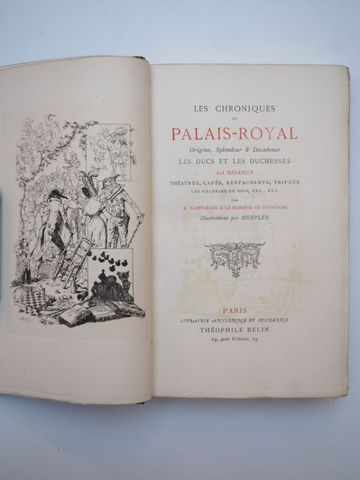 LES CHRONIQUES
DU
PALAIS-ROYAL
Origine, Splendeur & Décadence
LES DUCS ET LES DUCHESSES
LA RÉGENCE
THÉATRES, CAFÉS, RESTAURANTS, TRIPOTS
LES GALERIES DE BOIS, ETC., ETC.
PAR
B. SAINT-MARC & LE MARQUIS DE BOURBONNE
Illustrations par MESPLÈS
PARIS
LIBRAIRIE ANCIENNE ET MODERNE
THÉOPHILE BELIN
29, quai Voltaire, 29